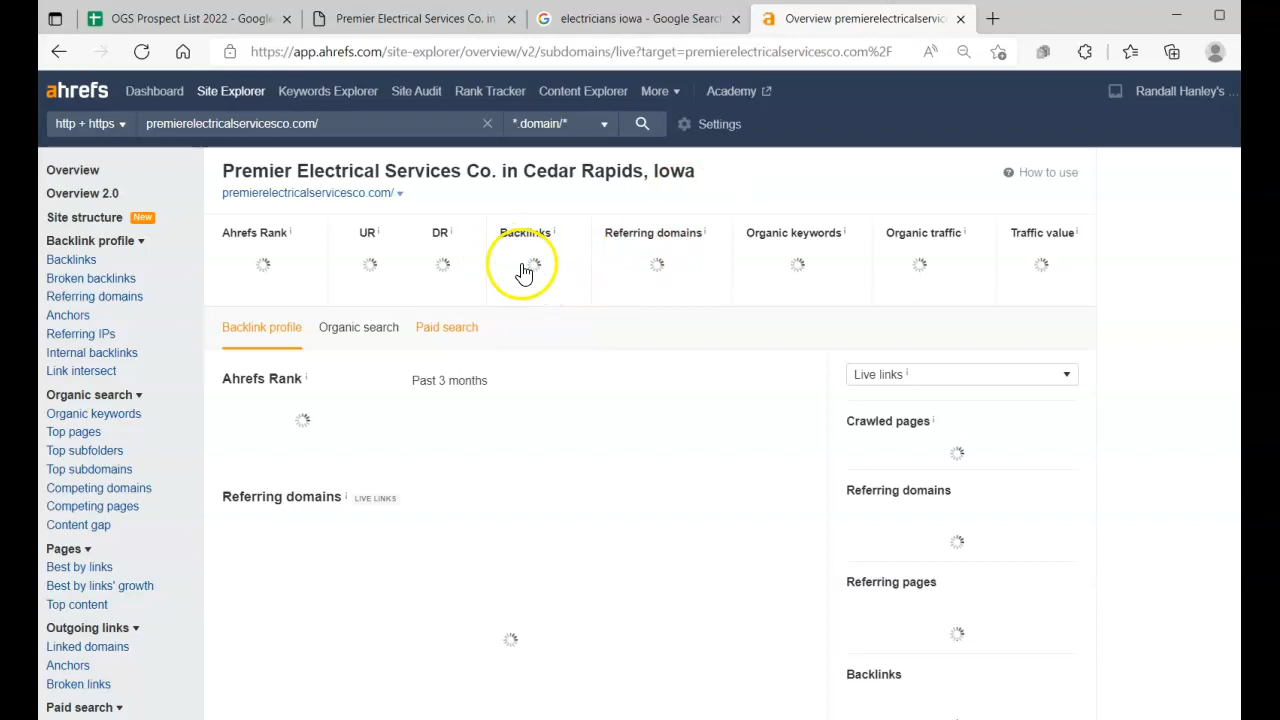 OGS Prospect List 2022 - Google
Premier Electrical Services Co. in
electricians iowa - Google Search
Overview premierelectricalservic
https://app.ahrefs.com/site-explorer/overview/v2/subdomains/live?target=premierelectricalservicesco.com%2F
ahrefs
Dashboard
Site Explorer
Keywords Explorer
Site Audit
Rank Tracker
Content Explorer
More
Academy
Randall Hanley's ...
http + https
premierelectricalservicesco.com/
*.domain/*
Settings
Overview
Overview 2.0
Site structure New
Backlink profile
Backlinks
Broken backlinks
Referring domains
Anchors
Referring IPs
Internal backlinks
Link intersect
Organic search
Organic keywords
Top pages
Top subfolders
Top subdomains
Competing domains
Competing pages
Content gap
Pages
Best by links
Best by links' growth
Top content
Outgoing links
Linked domains
Anchors
Broken links
Paid search
Premier Electrical Services Co. in Cedar Rapids, Iowa
How to use
premierelectricalservicesco.com/
Ahrefs Rank i
UR i
DR i
Backlinks i
Referring domains i
Organic keywords i
Organic traffic i
Traffic value i
Backlink profile
Organic search
Paid search
Ahrefs Rank i
Past 3 months
Referring domains i LIVE LINKS
Live links i
Crawled pages i
Referring domains
Referring pages
Backlinks